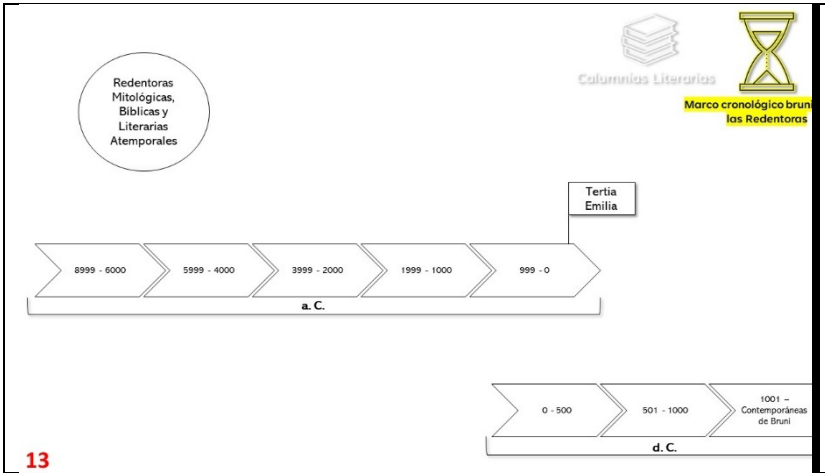 Redentoras
Mitológicas,
Bíblicas y
Literarias
Atemporales
Calumnias Literarias
Marco cronológico bruni
las Redentoras
Tertia
Emilia
8999 - 6000
5999 - 4000
3999 - 2000
1999 - 1000
999 - 0
a. C.
0 - 500
501 - 1000
1001 –
Contemporáneas
de Bruni
d. C.
13